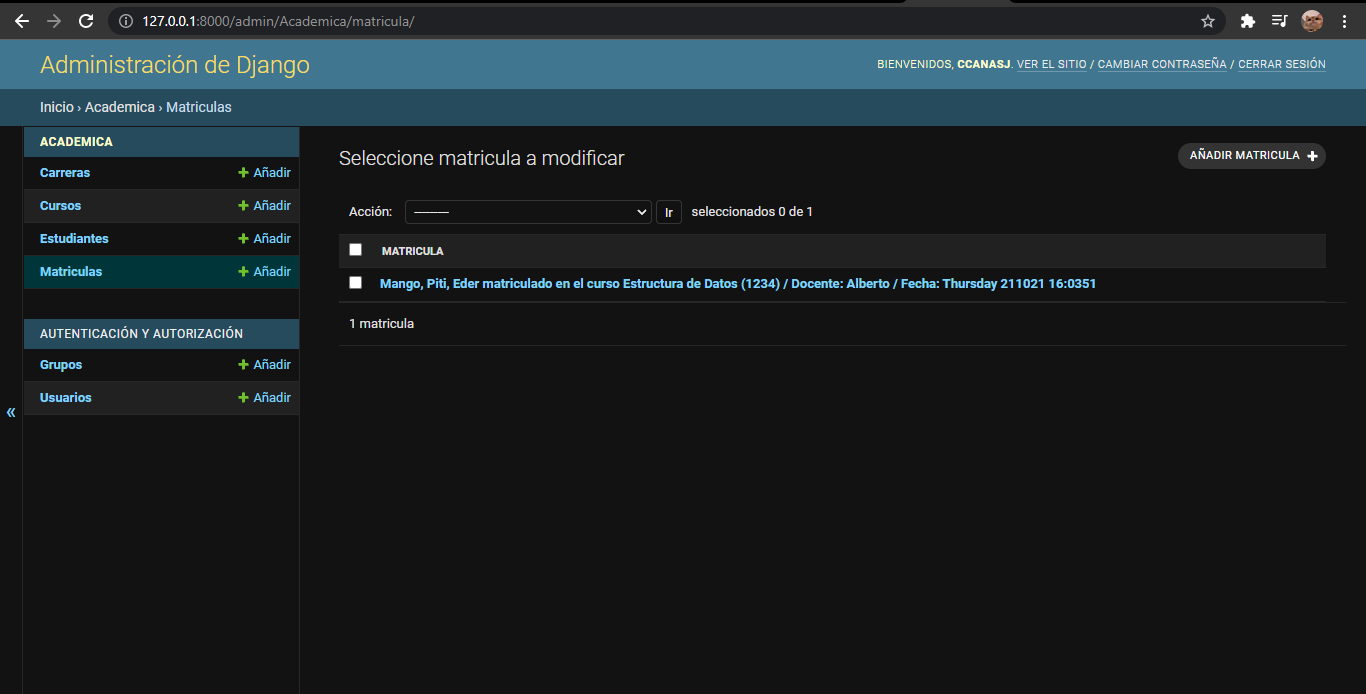 127.0.0.1:8000/admin/Academica/matricula/
Administración de Django
BIENVENIDOS, CCANASJ. VER EL SITIO / CAMBIAR CONTRASEÑA / CERRAR SESIÓN
Inicio › Academica › Matriculas
ACADEMICA
Carreras Añadir
Cursos Añadir
Estudiantes Añadir
Matriculas Añadir
AUTENTICACIÓN Y AUTORIZACIÓN
Grupos Añadir
Usuarios Añadir
«
Seleccione matricula a modificar
AÑADIR MATRICULA
Acción: --------- Ir seleccionados 0 de 1
MATRICULA
Mango, Piti, Eder matriculado en el curso Estructura de Datos (1234) / Docente: Alberto / Fecha: Thursday 211021 16:0351
1 matricula